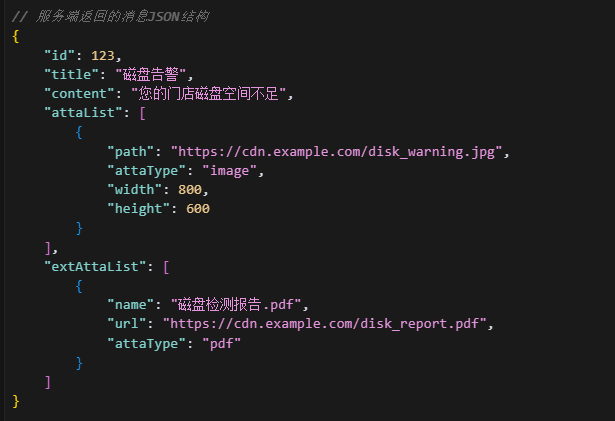 // 服务端返回的消息JSON结构
{
    "id": 123,
    "title": "磁盘告警",
    "content": "您的门店磁盘空间不足",
    "attaList": [
        {
            "path": "https://cdn.example.com/disk_warning.jpg",
            "attaType": "image",
            "width": 800,
            "height": 600
        }
    ],
    "extAttaList": [
        {
            "name": "磁盘检测报告.pdf",
            "url": "https://cdn.example.com/disk_report.pdf",
            "attaType": "pdf"
        }
    ]
}